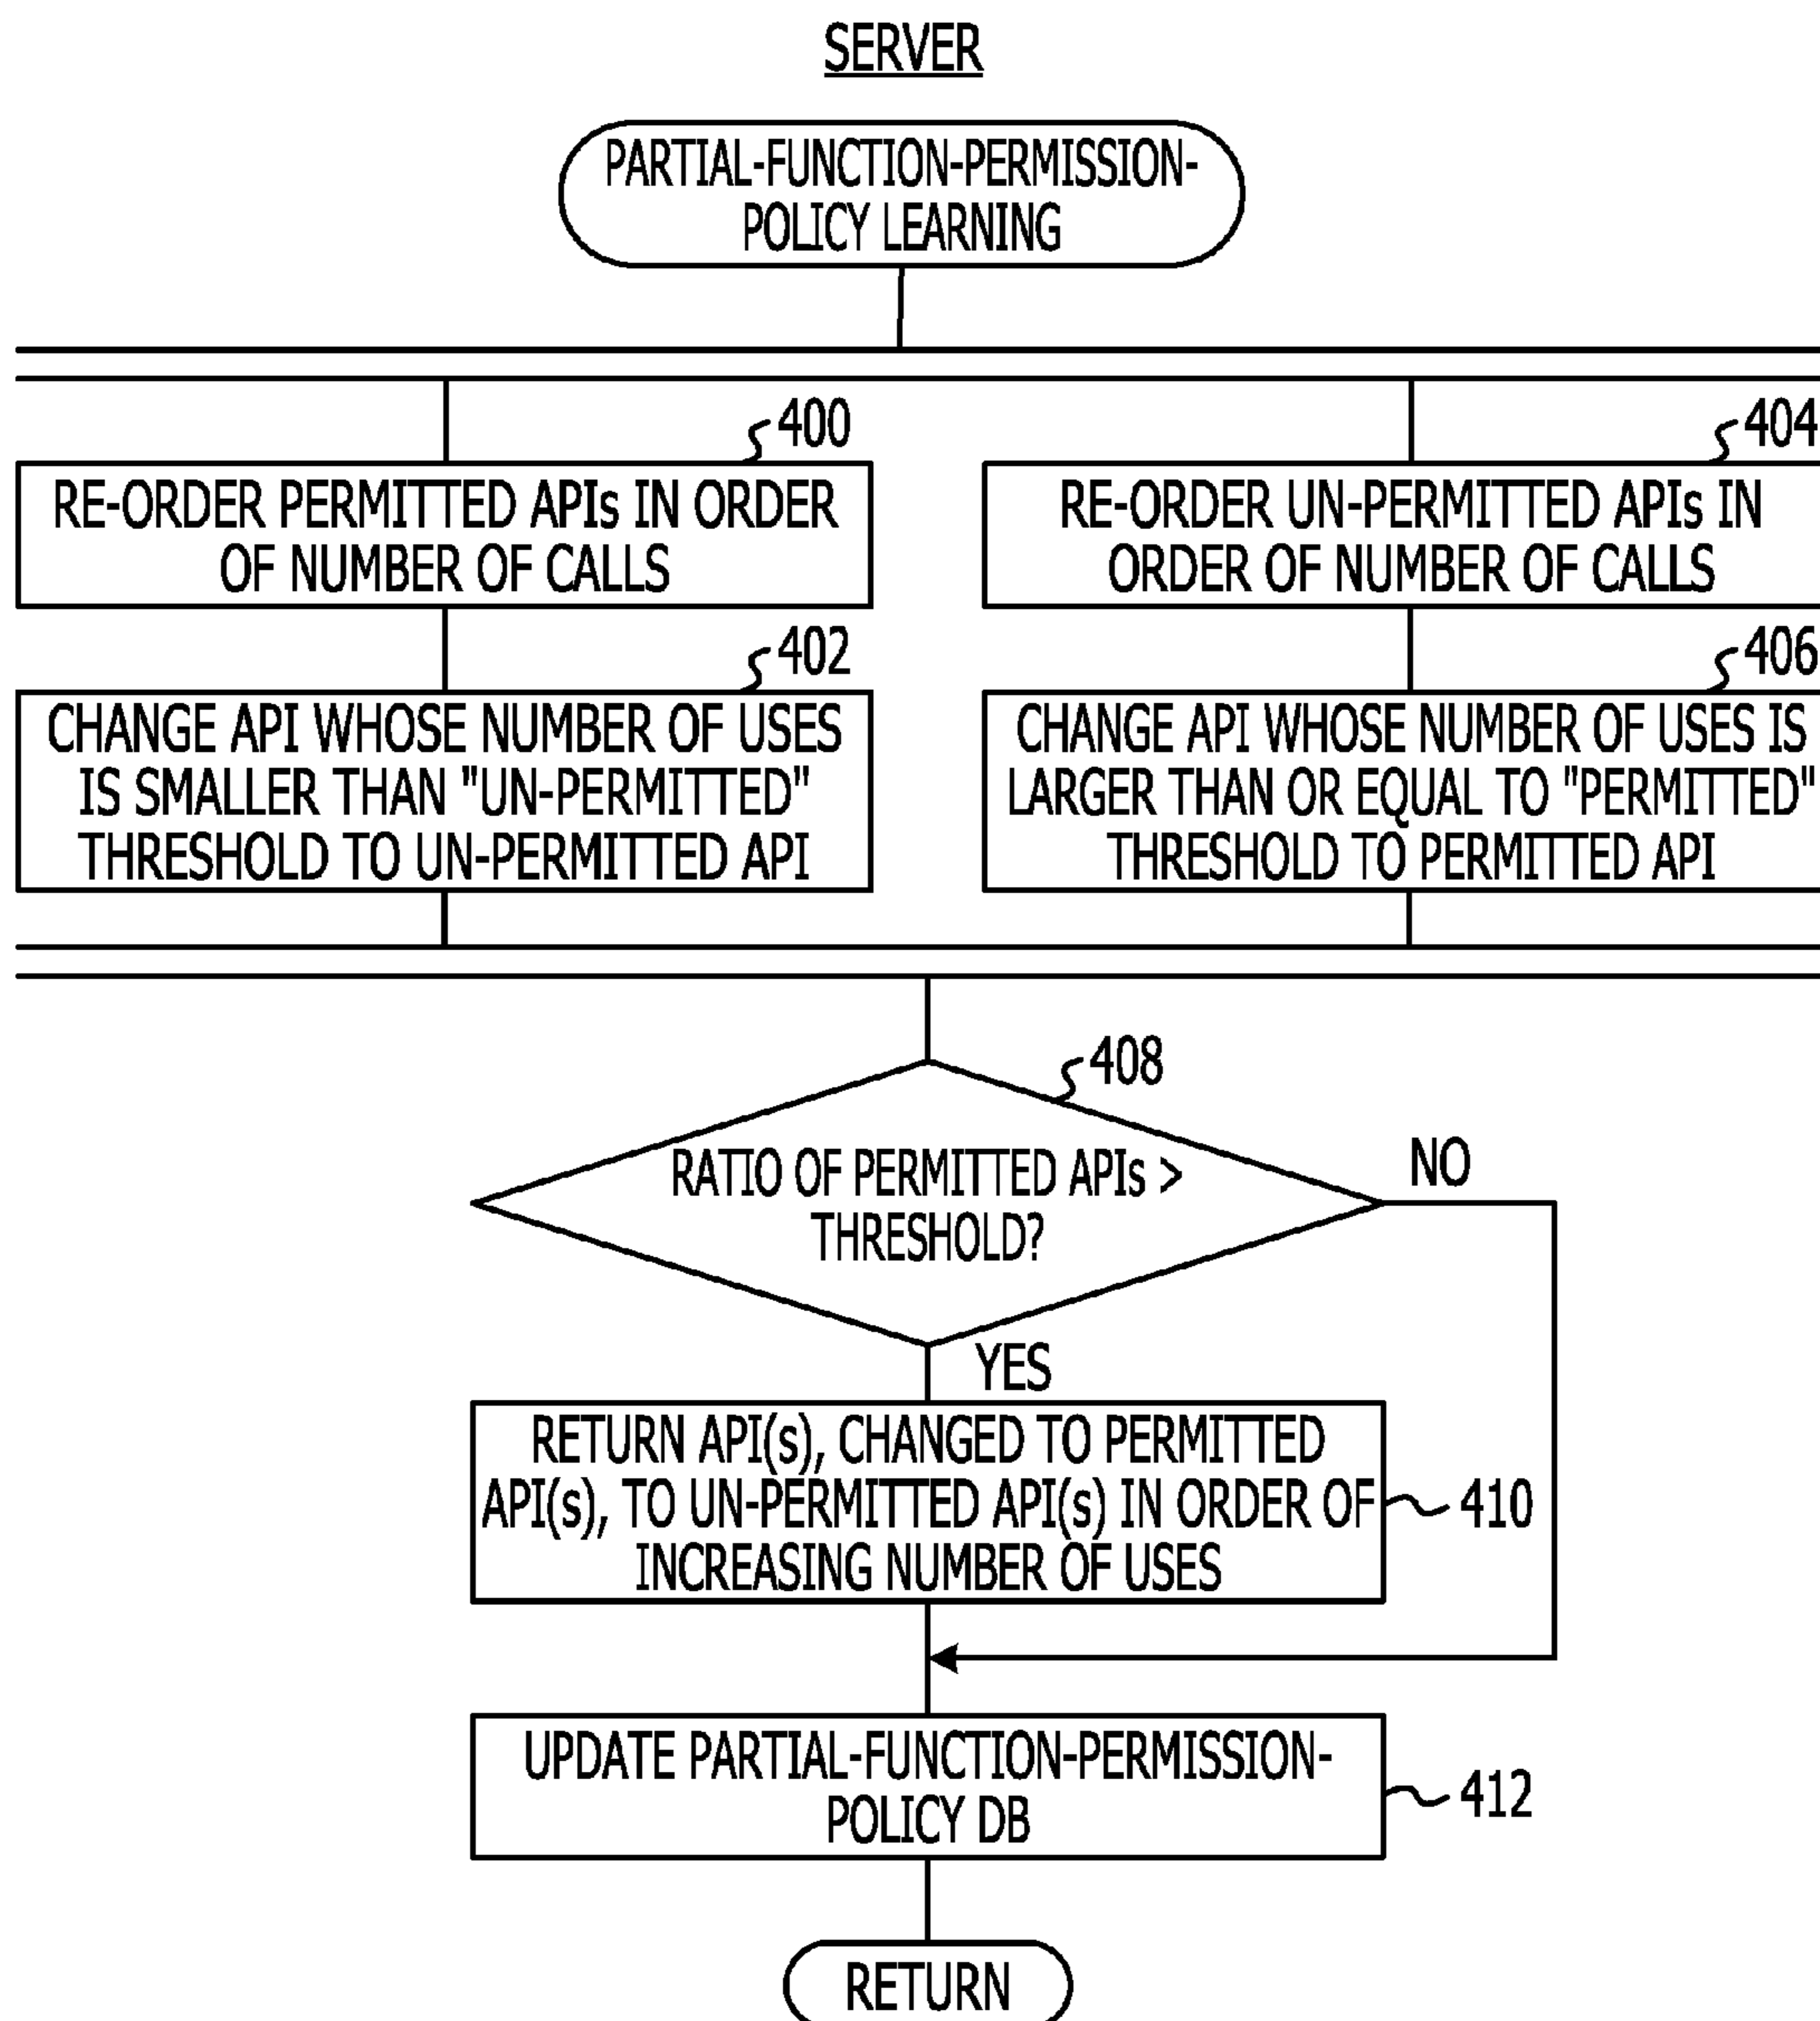 SERVER
PARTIAL-FUNCTION-PERMISSION-
POLICY LEARNING
400
RE-ORDER PERMITTED APIs IN ORDER
OF NUMBER OF CALLS
402
CHANGE API WHOSE NUMBER OF USES
IS SMALLER THAN "UN-PERMITTED"
THRESHOLD TO UN-PERMITTED API
404
RE-ORDER UN-PERMITTED APIs IN
ORDER OF NUMBER OF CALLS
406
CHANGE API WHOSE NUMBER OF USES IS
LARGER THAN OR EQUAL TO "PERMITTED"
THRESHOLD TO PERMITTED API
408
RATIO OF PERMITTED APIs >
THRESHOLD?
NO
YES
RETURN API(s), CHANGED TO PERMITTED
API(s), TO UN-PERMITTED API(s) IN ORDER OF
INCREASING NUMBER OF USES
410
UPDATE PARTIAL-FUNCTION-PERMISSION-
POLICY DB
412
RETURN